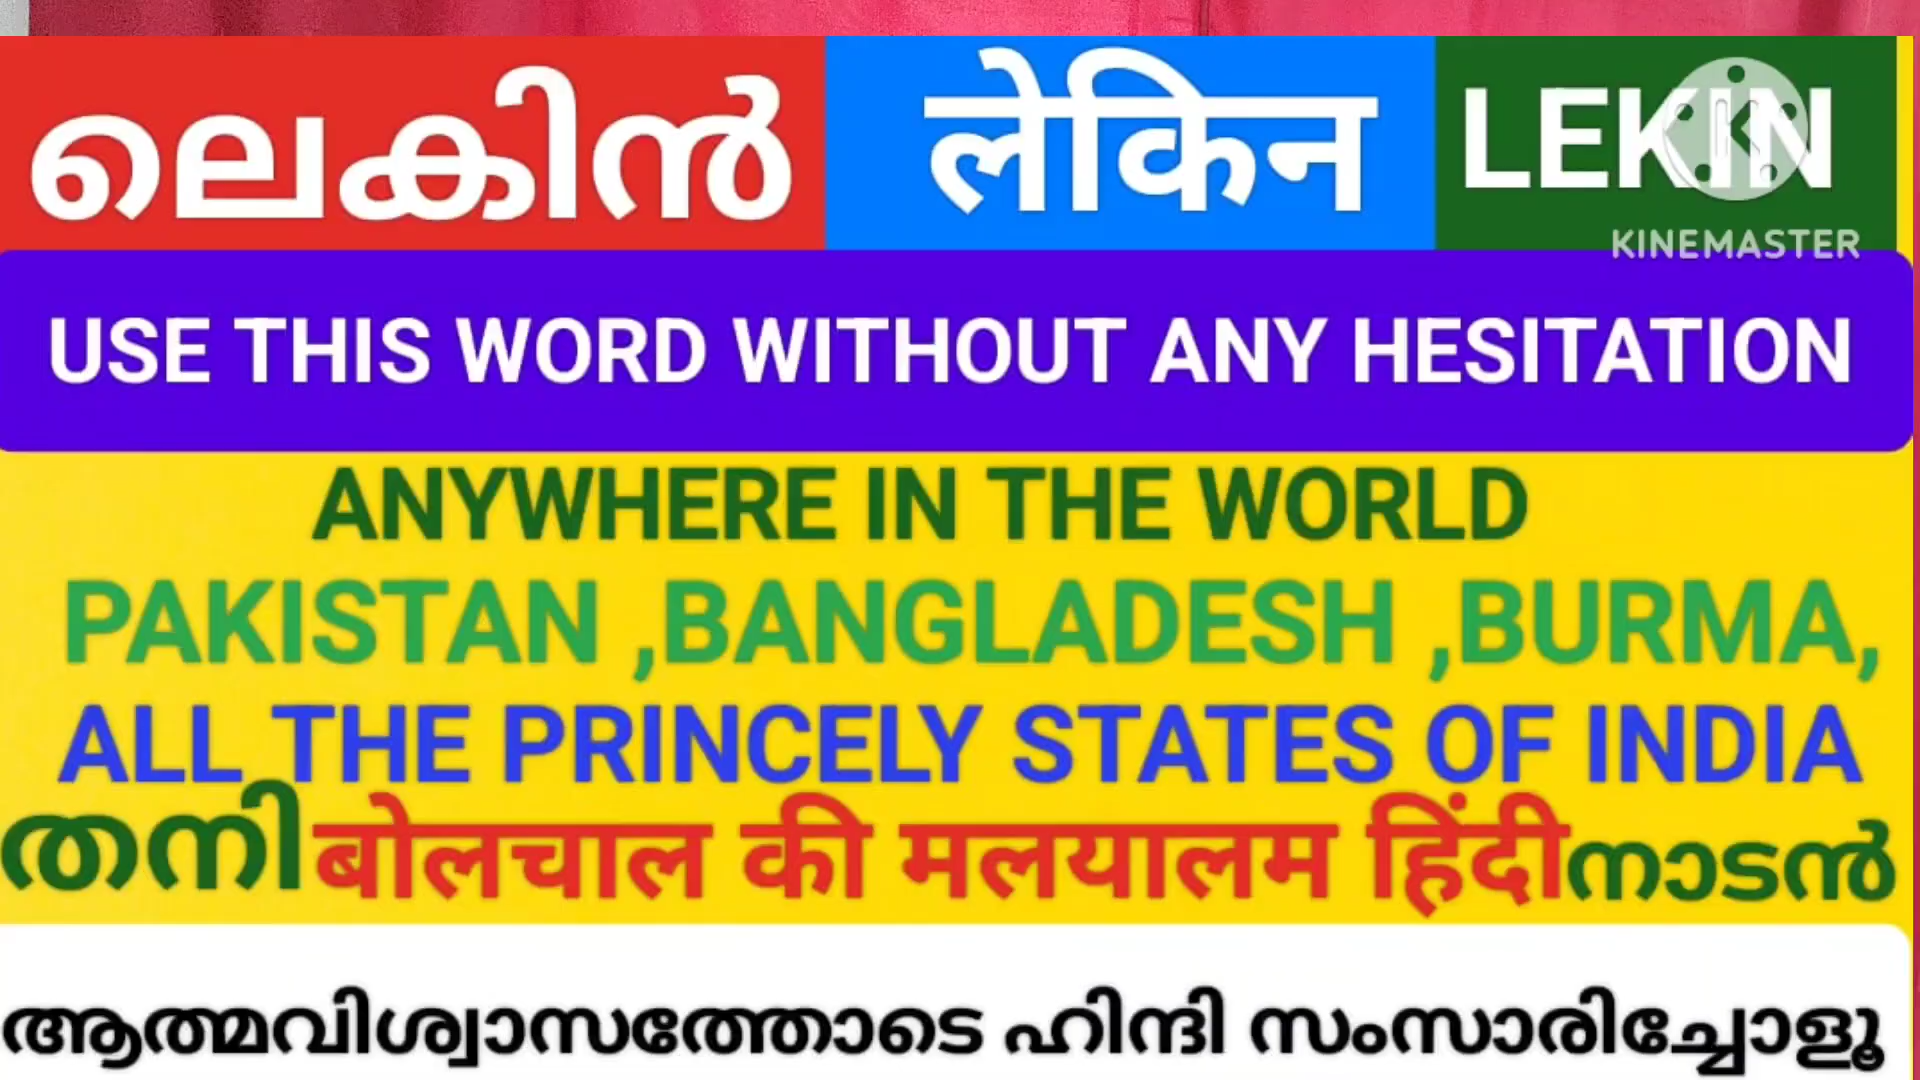 ലെകിൻ लेकिन LEKIN
KINEMASTER
USE THIS WORD WITHOUT ANY HESITATION
ANYWHERE IN THE WORLD
PAKISTAN ,BANGLADESH ,BURMA,
ALL THE PRINCELY STATES OF INDIA
തനി बोलचाल की मलयालम हिंदी നാടൻ
ആത്മവിശ്വാസത്തോടെ ഹിന്ദി സംസാരിച്ചോളൂ